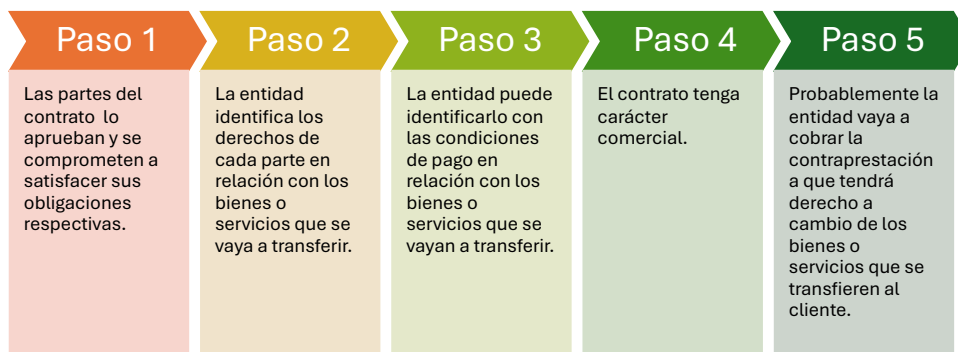 Paso 1
Las partes del
contrato lo
aprueban y se
comprometen a
satisfacer sus
obligaciones
respectivas.
Paso 2
La entidad
identifica los
derechos de
cada parte en
relación con los
bienes o
servicios que se
vaya a transferir.
Paso 3
La entidad puede
identificarlo con
las condiciones
de pago en
relación con los
bienes o
servicios que se
vayan a transferir.
Paso 4
El contrato tenga
carácter
comercial.
Paso 5
Probablemente la
entidad vaya a
cobrar la
contraprestación
a que tendrá
derecho a
cambio de los
bienes o
servicios que se
transfieren al
cliente.